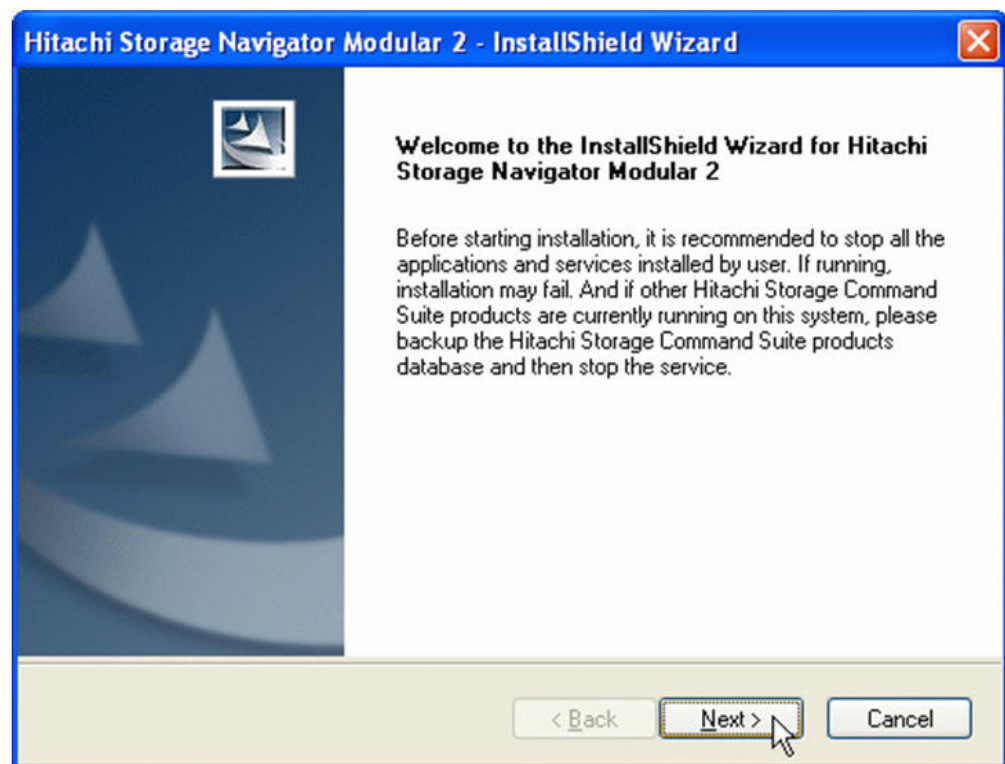 Hitachi Storage Navigator Modular 2 - InstallShield Wizard
Welcome to the InstallShield Wizard for Hitachi
Storage Navigator Modular 2
Before starting installation, it is recommended to stop all the
applications and services installed by user. If running,
installation may fail. And if other Hitachi Storage Command
Suite products are currently running on this system, please
backup the Hitachi Storage Command Suite products
database and then stop the service.
< Back
Next >
Cancel